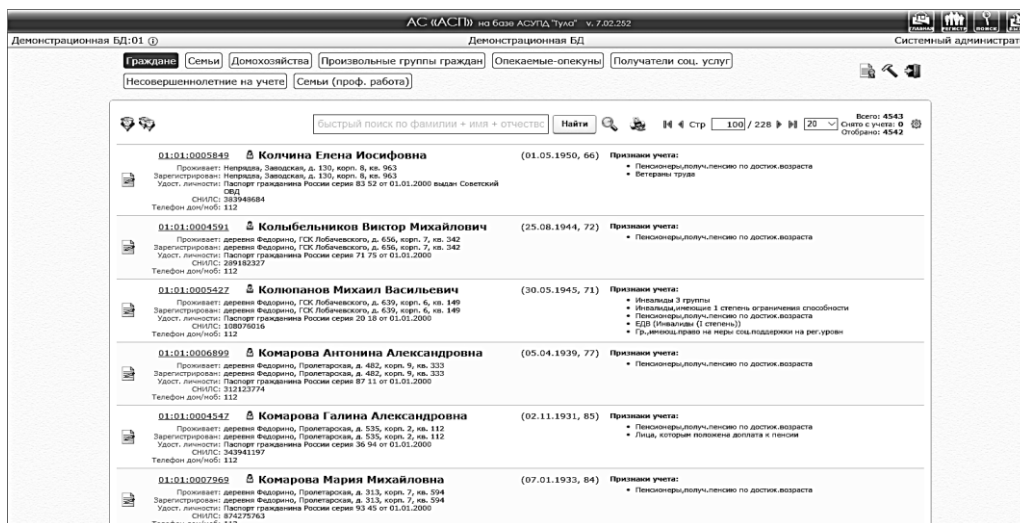 АС «АСП» на базе АСУПД "Тула" v. 7.02.252
ГЛАВНАЯ РЕГИСТР ПОИСК
Демонстрационная БД:01 Демонстрационная БД Системный администрат
Граждане Семьи Домохозяйства Произвольные группы граждан Опекаемые-опекуны Получатели соц. услуг
Несовершеннолетние на учете Семьи (проф. работа)
быстрый поиск по фамилии + имя + отчество Найти Стр 100 / 228 20
Всего: 4543
Снято с учета: 0
Отобрано: 4542
01:01:0005849 Колчина Елена Иосифовна (01.05.1950, 66) Признаки учета:
Проживает: Непрядва, Заводская, д. 130, корп. 8, кв. 963 • Пенсионеры,получ.пенсию по достиж.возраста
Зарегистрирован: Непрядва, Заводская, д. 130, корп. 8, кв. 963 • Ветераны труда
Удост. личности: Паспорт гражданина России серия 83 52 от 01.01.2000 выдан Советский
ОВД
СНИЛС: 383948684
Телефон дом/моб: 112
01:01:0004591 Колыбельников Виктор Михайлович (25.08.1944, 72) Признаки учета:
Проживает: деревня Федорино, ГСК Лобачевского, д. 656, корп. 7, кв. 342 • Пенсионеры,получ.пенсию по достиж.возраста
Зарегистрирован: деревня Федорино, ГСК Лобачевского, д. 656, корп. 7, кв. 342
Удост. личности: Паспорт гражданина России серия 71 75 от 01.01.2000
СНИЛС: 289182327
Телефон дом/моб: 112
01:01:0005427 Колюпанов Михаил Васильевич (30.05.1945, 71) Признаки учета:
Проживает: деревня Федорино, ГСК Лобачевского, д. 639, корп. 6, кв. 149 • Инвалиды 3 группы
Зарегистрирован: деревня Федорино, ГСК Лобачевского, д. 639, корп. 6, кв. 149 • Инвалиды,имеющие 1 степень ограничения способности
Удост. личности: Паспорт гражданина России серия 20 18 от 01.01.2000 • Пенсионеры,получ.пенсию по достиж.возраста
СНИЛС: 108076016 • ЕДВ (Инвалиды (I степень))
Телефон дом/моб: 112 • Гр.,имеющ.право на меры соц.поддержки на рег.уровн
01:01:0006899 Комарова Антонина Александровна (05.04.1939, 77) Признаки учета:
Проживает: деревня Федорино, Пролетарская, д. 482, корп. 9, кв. 333 • Пенсионеры,получ.пенсию по достиж.возраста
Зарегистрирован: деревня Федорино, Пролетарская, д. 482, корп. 9, кв. 333
Удост. личности: Паспорт гражданина России серия 87 11 от 01.01.2000
СНИЛС: 312123774
Телефон дом/моб: 112
01:01:0004547 Комарова Галина Александровна (02.11.1931, 85) Признаки учета:
Проживает: деревня Федорино, Пролетарская, д. 535, корп. 2, кв. 112 • Пенсионеры,получ.пенсию по достиж.возраста
Зарегистрирован: деревня Федорино, Пролетарская, д. 535, корп. 2, кв. 112 • Лица, которым положена доплата к пенсии
Удост. личности: Паспорт гражданина России серия 36 94 от 01.01.2000
СНИЛС: 343941197
Телефон дом/моб: 112
01:01:0007969 Комарова Мария Михайловна (07.01.1933, 84) Признаки учета:
Проживает: деревня Федорино, Пролетарская, д. 313, корп. 7, кв. 594 • Пенсионеры,получ.пенсию по достиж.возраста
Зарегистрирован: деревня Федорино, Пролетарская, д. 313, корп. 7, кв. 594
Удост. личности: Паспорт гражданина России серия 93 45 от 01.01.2000
СНИЛС: 874275763
Телефон дом/моб: 112